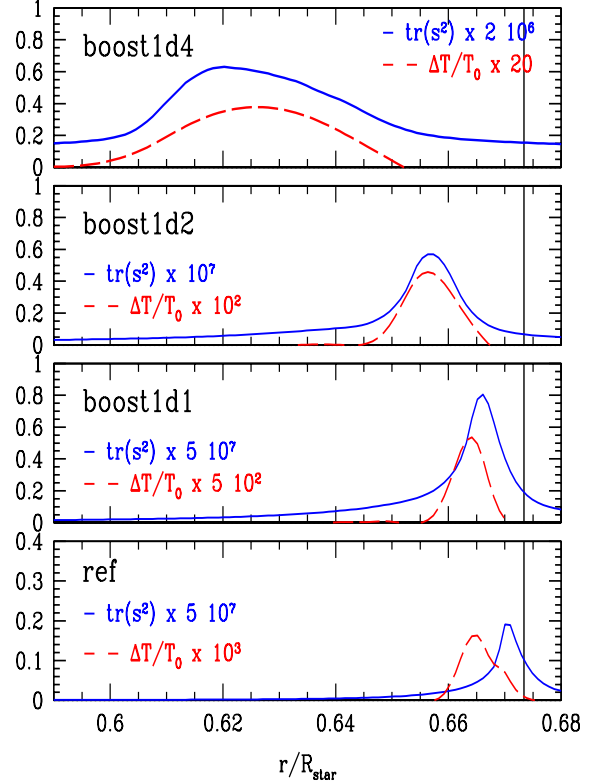 1
0.8
0.6
0.4
0.2
0
boost1d4
– tr(s²) x 2 10⁶
– – ΔT/T₀ x 20
1
0.8
0.6
0.4
0.2
0
boost1d2
– tr(s²) x 10⁷
– – ΔT/T₀ x 10²
1
0.8
0.6
0.4
0.2
0
boost1d1
– tr(s²) x 5 10⁷
– – ΔT/T₀ x 5 10²
0.4
0.3
0.2
0.1
0
ref
– tr(s²) x 5 10⁷
– – ΔT/T₀ x 10³
0.6 0.62 0.64 0.66 0.68
r/R_star